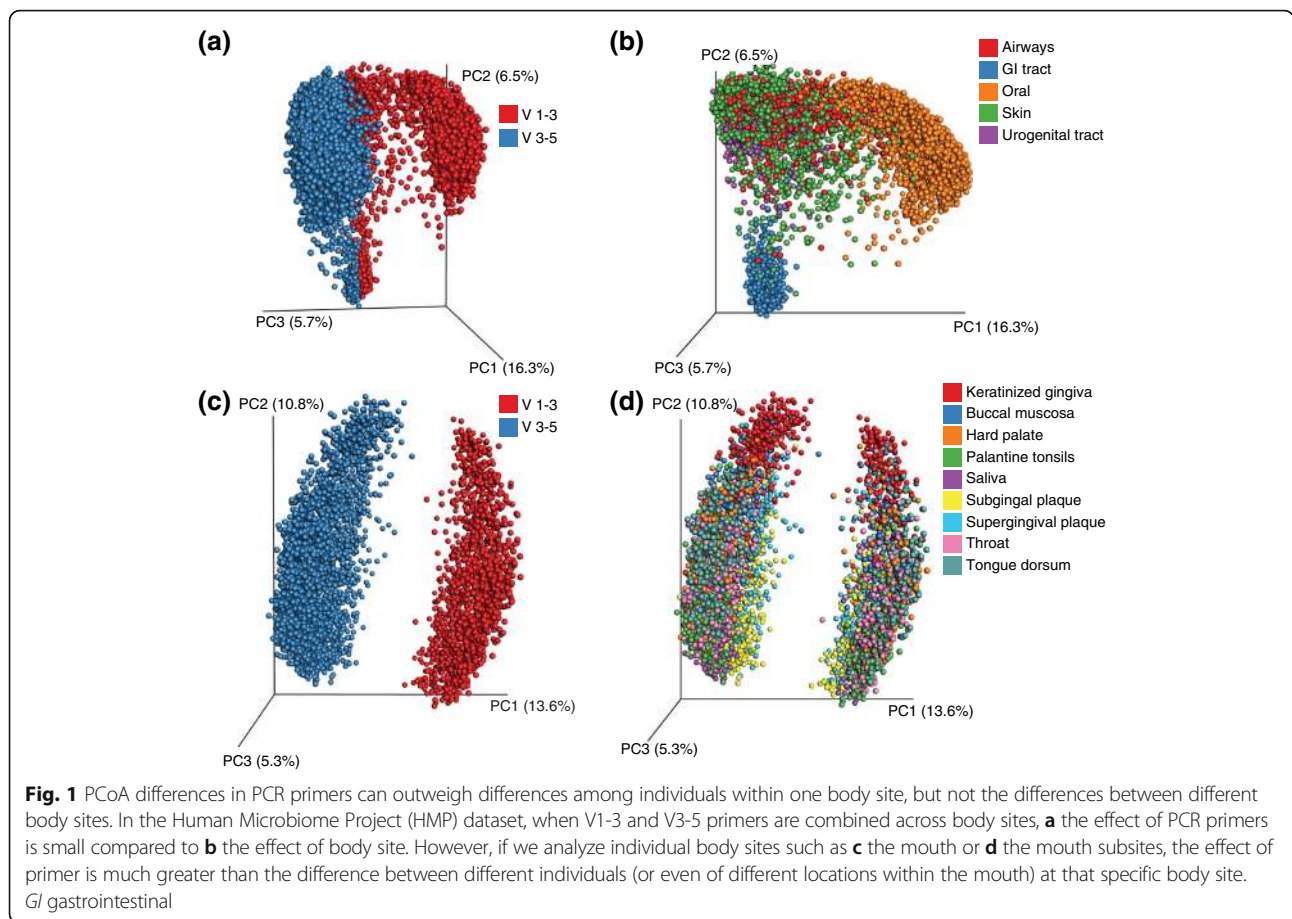 (a)
PC2 (6.5%)
V 1-3
V 3-5
PC3 (5.7%)
PC1 (16.3%)
(b)
PC2 (6.5%)
Airways
GI tract
Oral
Skin
Urogenital tract
PC1 (16.3%)
PC3 (5.7%)
(c)
PC2 (10.8%)
V 1-3
V 3-5
PC1 (13.6%)
PC3 (5.3%)
(d)
PC2 (10.8%)
Keratinized gingiva
Buccal muscosa
Hard palate
Palantine tonsils
Saliva
Subgingal plaque
Supergingival plaque
Throat
Tongue dorsum
PC1 (13.6%)
PC3 (5.3%)
Fig. 1 PCoA differences in PCR primers can outweigh differences among individuals within one body site, but not the differences between different
body sites. In the Human Microbiome Project (HMP) dataset, when V1-3 and V3-5 primers are combined across body sites, a the effect of PCR primers
is small compared to b the effect of body site. However, if we analyze individual body sites such as c the mouth or d the mouth subsites, the effect of
primer is much greater than the difference between different individuals (or even of different locations within the mouth) at that specific body site.
GI gastrointestinal